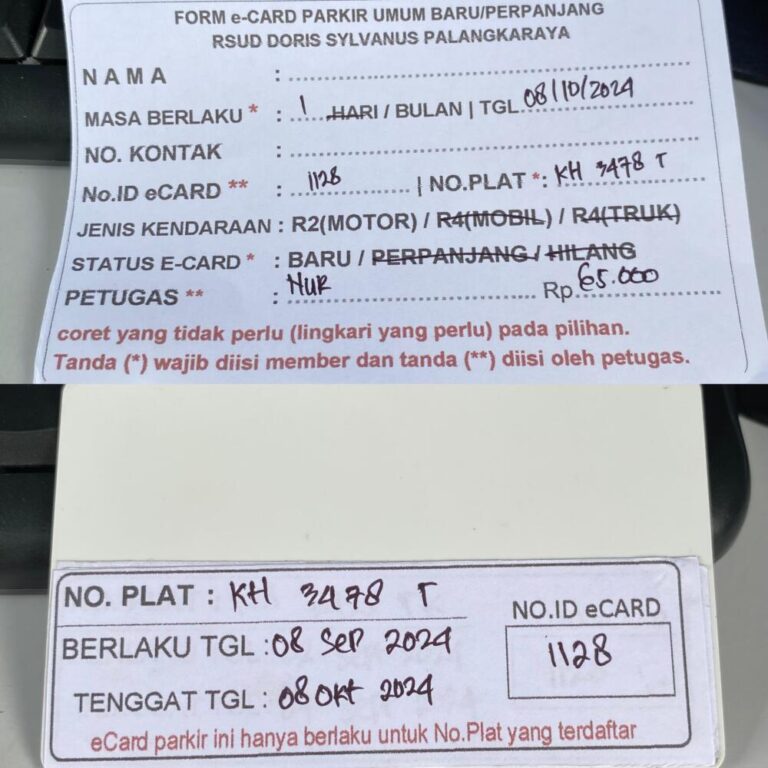 FORM e-CARD PARKIR UMUM BARU/PERPANJANG
RSUD DORIS SYLVANUS PALANGKARAYA
NAMA : ....................
MASA BERLAKU * : 1 HARI / BULAN | TGL 08/10/2024
NO. KONTAK : ....................
No.ID eCARD ** : 1128 | NO.PLAT *: KH 3478 T
JENIS KENDARAAN : R2(MOTOR) / R4(MOBIL) / R4(TRUK)
STATUS E-CARD * : BARU / PERPANJANG / HILANG
PETUGAS ** : NUR Rp 65.000
coret yang tidak perlu (lingkari yang perlu) pada pilihan.
Tanda (*) wajib diisi member dan tanda (**) diisi oleh petugas.
NO. PLAT : KH 3478 T
NO.ID eCARD
BERLAKU TGL : 08 SEP 2024
1128
TENGGAT TGL : 08 OKT 2024
eCard parkir ini hanya berlaku untuk No.Plat yang terdaftar